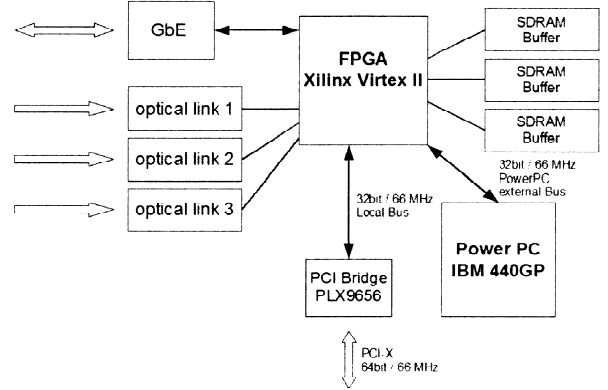 GbE
FPGA
Xilinx Virtex II
SDRAM
Buffer
SDRAM
Buffer
SDRAM
Buffer
optical link 1
optical link 2
optical link 3
32bit / 66 MHz
PowerPC
external Bus
32bit / 66 MHz
Local Bus
Power PC
IBM 440GP
PCI Bridge
PLX9656
PCI-X
64bit / 66 MHz